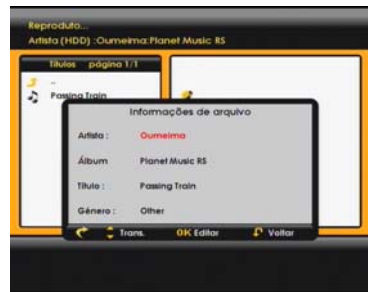 Reproduto...
Artista (HDD) :Oumeima:Planet Music RS
Títulos página 1/1
..
Passing Train
Informações de arquivo
Artista : Oumeima
Álbum Planet Music RS
Título : Passing Train
Género : Other
Trans. OK Editar Voltar